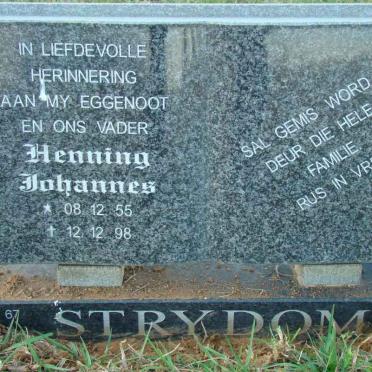 IN LIEFDEVOLLE
HERINNERING
AAN MY EGGENOOT
EN ONS VADER
Henning
Johannes
* 08. 12. 55
† 12. 12. 98
SAL GEMIS WORD
DEUR DIE HELE
FAMILIE
RUS IN VR
67
STRYDOM